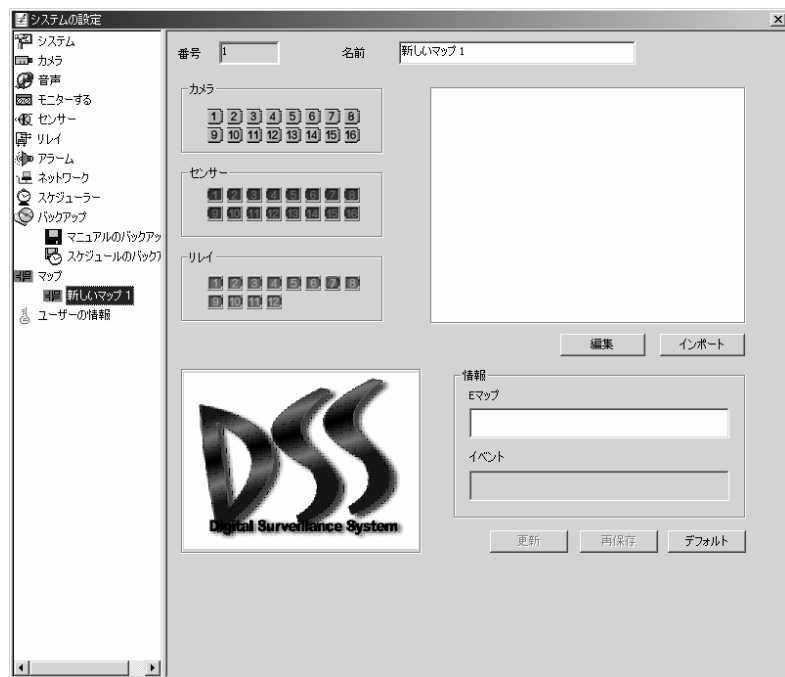 システムの設定
システム
カメラ
音声
モニターする
センサー
リレイ
アラーム
ネットワーク
スケジューラー
バックアップ
マニュアルのバックアッ
スケジュールのバックア
マップ
新しいマップ 1
ユーザーの情報
番号 1 名前 新しいマップ 1
カメラ
1 2 3 4 5 6 7 8
9 10 11 12 13 14 15 16
センサー
1 2 3 4 5 6 7 8
9 10 11 12 13 14 15 16
リレイ
1 2 3 4 5 6 7 8
9 10 11 12
編集 インポート
DSS
Digital Surveillance System
情報
Eマップ
イベント
更新 再保存 デフォルト